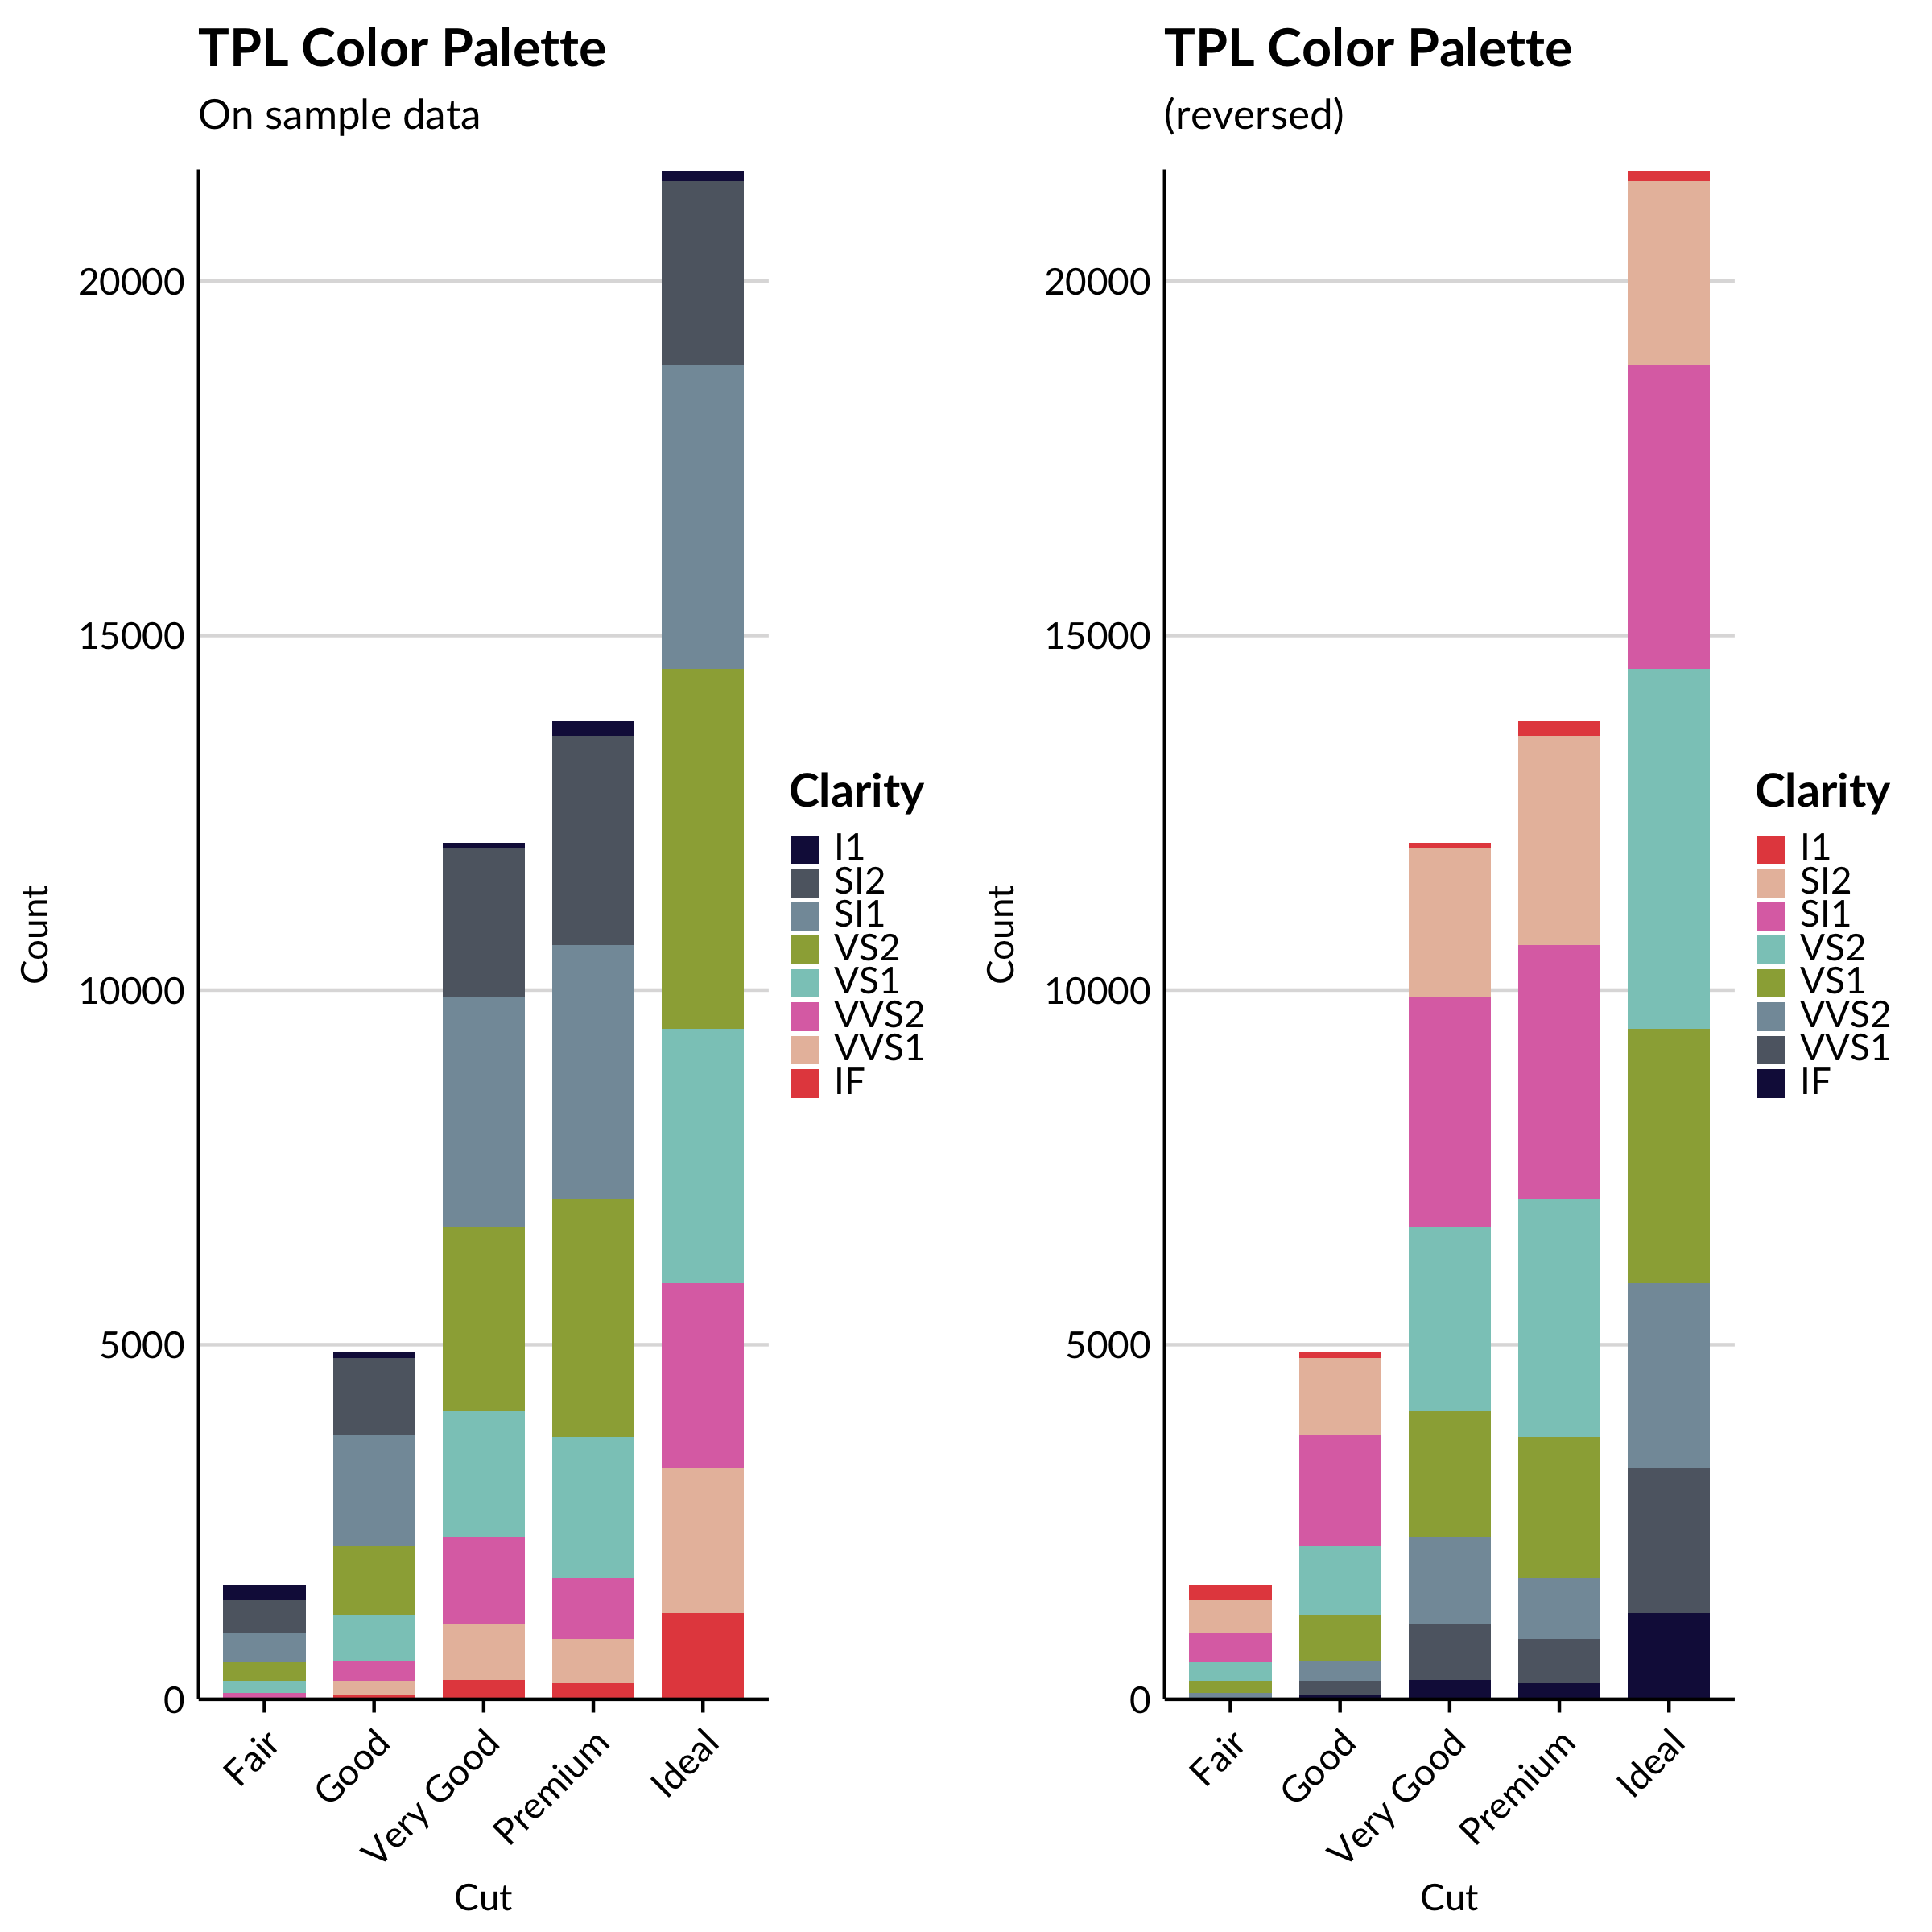 TPL Color Palette
On sample data
Count
20000
15000
10000
5000
0
Fair
Good
Very Good
Premium
Ideal
Cut
Clarity
I1
SI2
SI1
VS2
VS1
VVS2
VVS1
IF
TPL Color Palette
(reversed)
Count
20000
15000
10000
5000
0
Fair
Good
Very Good
Premium
Ideal
Cut
Clarity
I1
SI2
SI1
VS2
VS1
VVS2
VVS1
IF